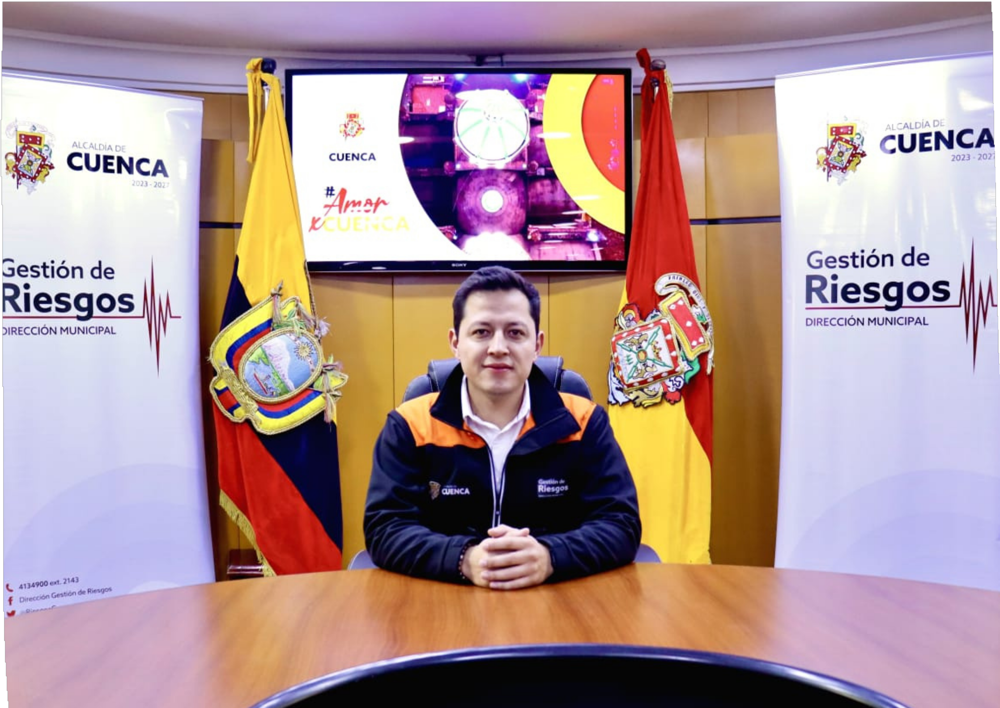 ALCALDÍA DE
CUENCA
2023 - 2027
Gestión de
Riesgos
DIRECCIÓN MUNICIPAL
4134900 ext. 2143
Dirección Gestión de Riesgos
CUENCA
#Amor
xCUENCA
SONY
CUENCA
Gestión de
Riesgos
ALCALDÍA DE
CUENCA
2023 - 2027
Gestión de
Riesgos
DIRECCIÓN MUNICIPAL